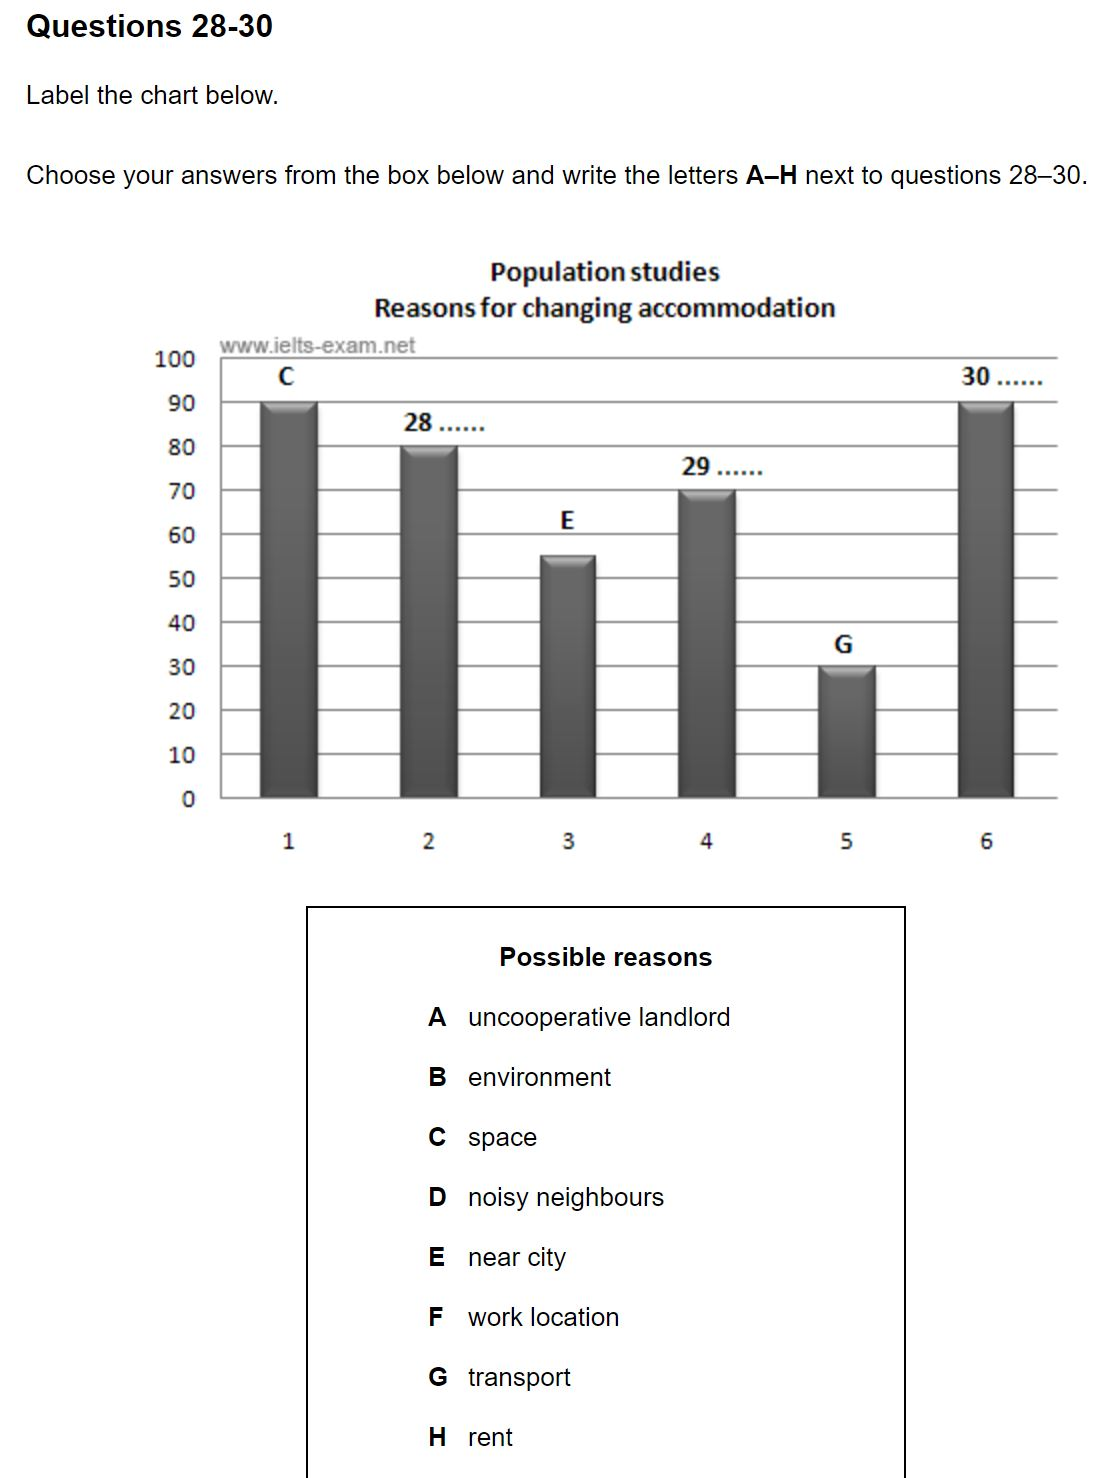 Questions 28-30
Label the chart below.
Choose your answers from the box below and write the letters A–H next to questions 28–30.
Population studies
Reasons for changing accommodation
www.ielts-exam.net
100
90
80
70
60
50
40
30
20
10
0
C
28 ......
E
29 ......
G
30 ......
1 2 3 4 5 6
Possible reasons
A uncooperative landlord
B environment
C space
D noisy neighbours
E near city
F work location
G transport
H rent